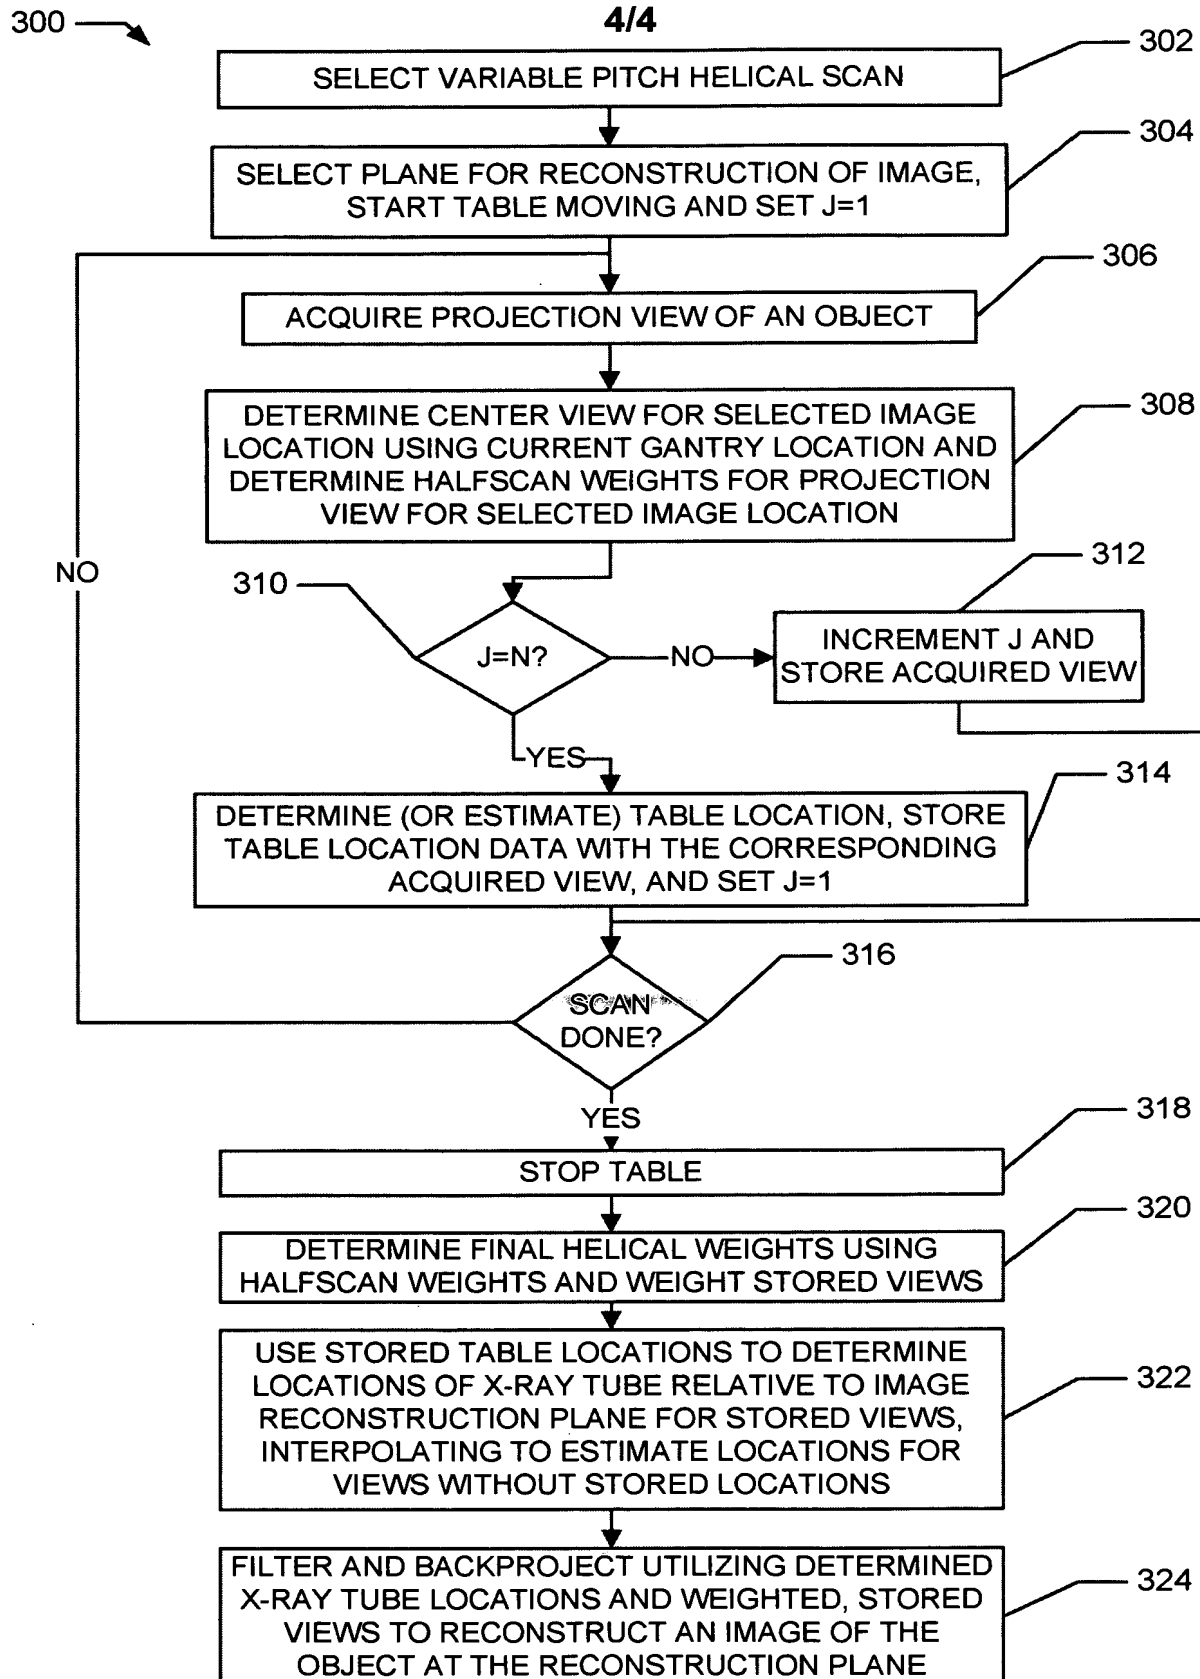 300
4/4
SELECT VARIABLE PITCH HELICAL SCAN
302
SELECT PLANE FOR RECONSTRUCTION OF IMAGE,
START TABLE MOVING AND SET J=1
304
ACQUIRE PROJECTION VIEW OF AN OBJECT
306
DETERMINE CENTER VIEW FOR SELECTED IMAGE
LOCATION USING CURRENT GANTRY LOCATION AND
DETERMINE HALFSCAN WEIGHTS FOR PROJECTION
VIEW FOR SELECTED IMAGE LOCATION
308
NO
310
J=N?
NO
312
INCREMENT J AND
STORE ACQUIRED VIEW
YES
314
DETERMINE (OR ESTIMATE) TABLE LOCATION, STORE
TABLE LOCATION DATA WITH THE CORRESPONDING
ACQUIRED VIEW, AND SET J=1
316
SCAN
DONE?
YES
318
STOP TABLE
320
DETERMINE FINAL HELICAL WEIGHTS USING
HALFSCAN WEIGHTS AND WEIGHT STORED VIEWS
USE STORED TABLE LOCATIONS TO DETERMINE
LOCATIONS OF X-RAY TUBE RELATIVE TO IMAGE
RECONSTRUCTION PLANE FOR STORED VIEWS,
INTERPOLATING TO ESTIMATE LOCATIONS FOR
VIEWS WITHOUT STORED LOCATIONS
322
FILTER AND BACKPROJECT UTILIZING DETERMINED
X-RAY TUBE LOCATIONS AND WEIGHTED, STORED
VIEWS TO RECONSTRUCT AN IMAGE OF THE
OBJECT AT THE RECONSTRUCTION PLANE
324